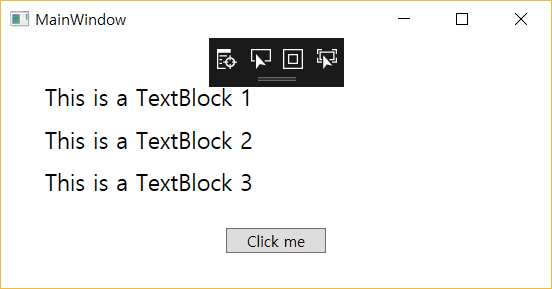 MainWindow
This is a TextBlock 1
This is a TextBlock 2
This is a TextBlock 3
Click me